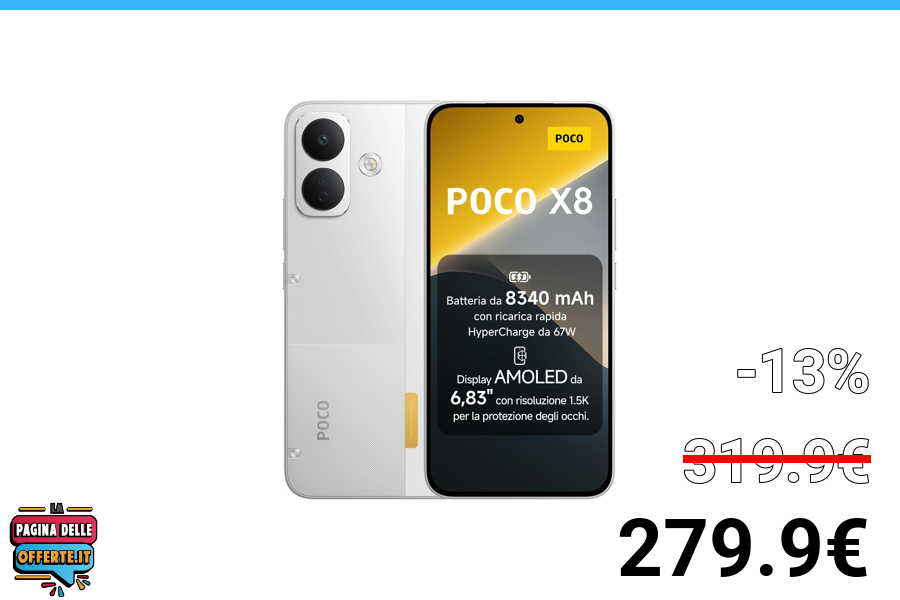 POCO
POCO X8
Batteria da 8340 mAh
con ricarica rapida
HyperCharge da 67W
Display AMOLED da
6,83" con risoluzione 1.5K
per la protezione degli occhi.
POCO
-13%
319.9€
279.9€
LA
PAGINA DELLE
OFFERTE.IT